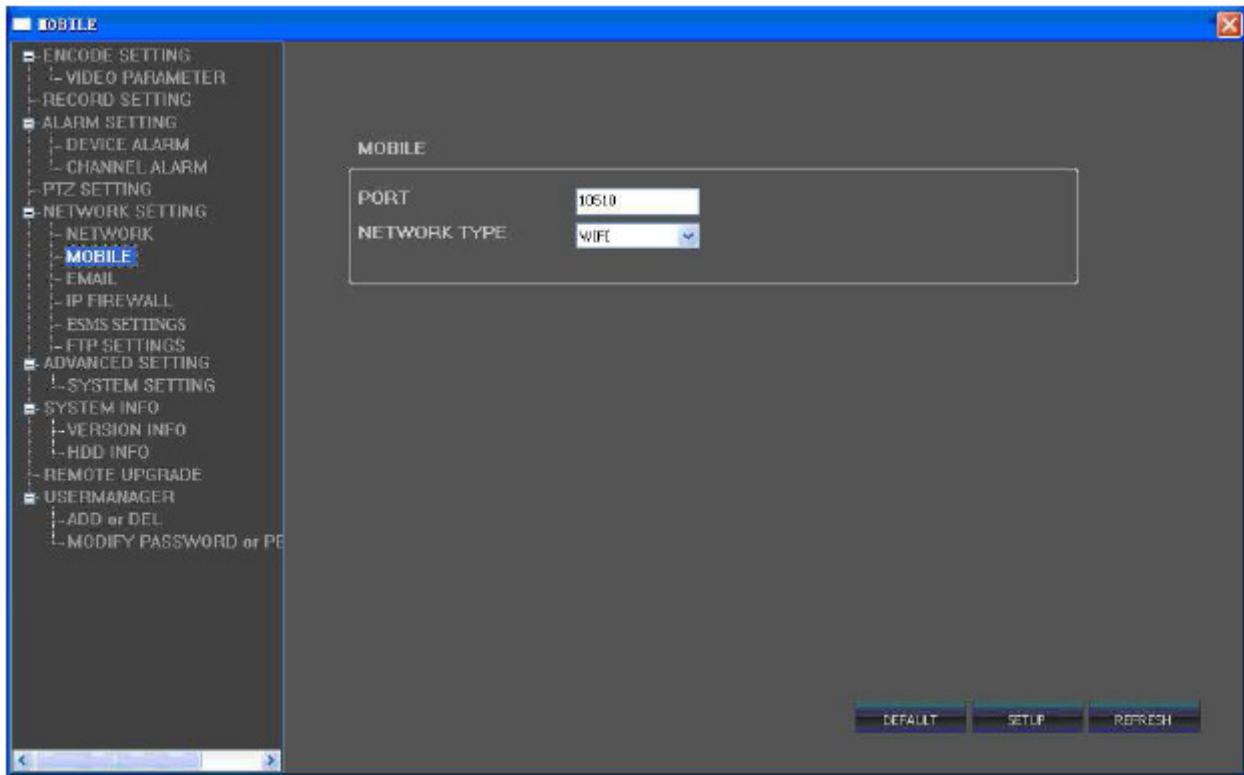 MOBILE
ENCODE SETTING
VIDEO PARAMETER
RECORD SETTING
ALARM SETTING
DEVICE ALARM
CHANNEL ALARM
PTZ SETTING
NETWORK SETTING
NETWORK
MOBILE
EMAIL
IP FIREWALL
ESMS SETTINGS
FTP SETTINGS
ADVANCED SETTING
SYSTEM SETTING
SYSTEM INFO
VERSION INFO
HDD INFO
REMOTE UPGRADE
USERMANAGER
ADD or DEL
MODIFY PASSWORD or PE
MOBILE
PORT 10510
NETWORK TYPE WIFI
DEFAULT SETUP REFRESH